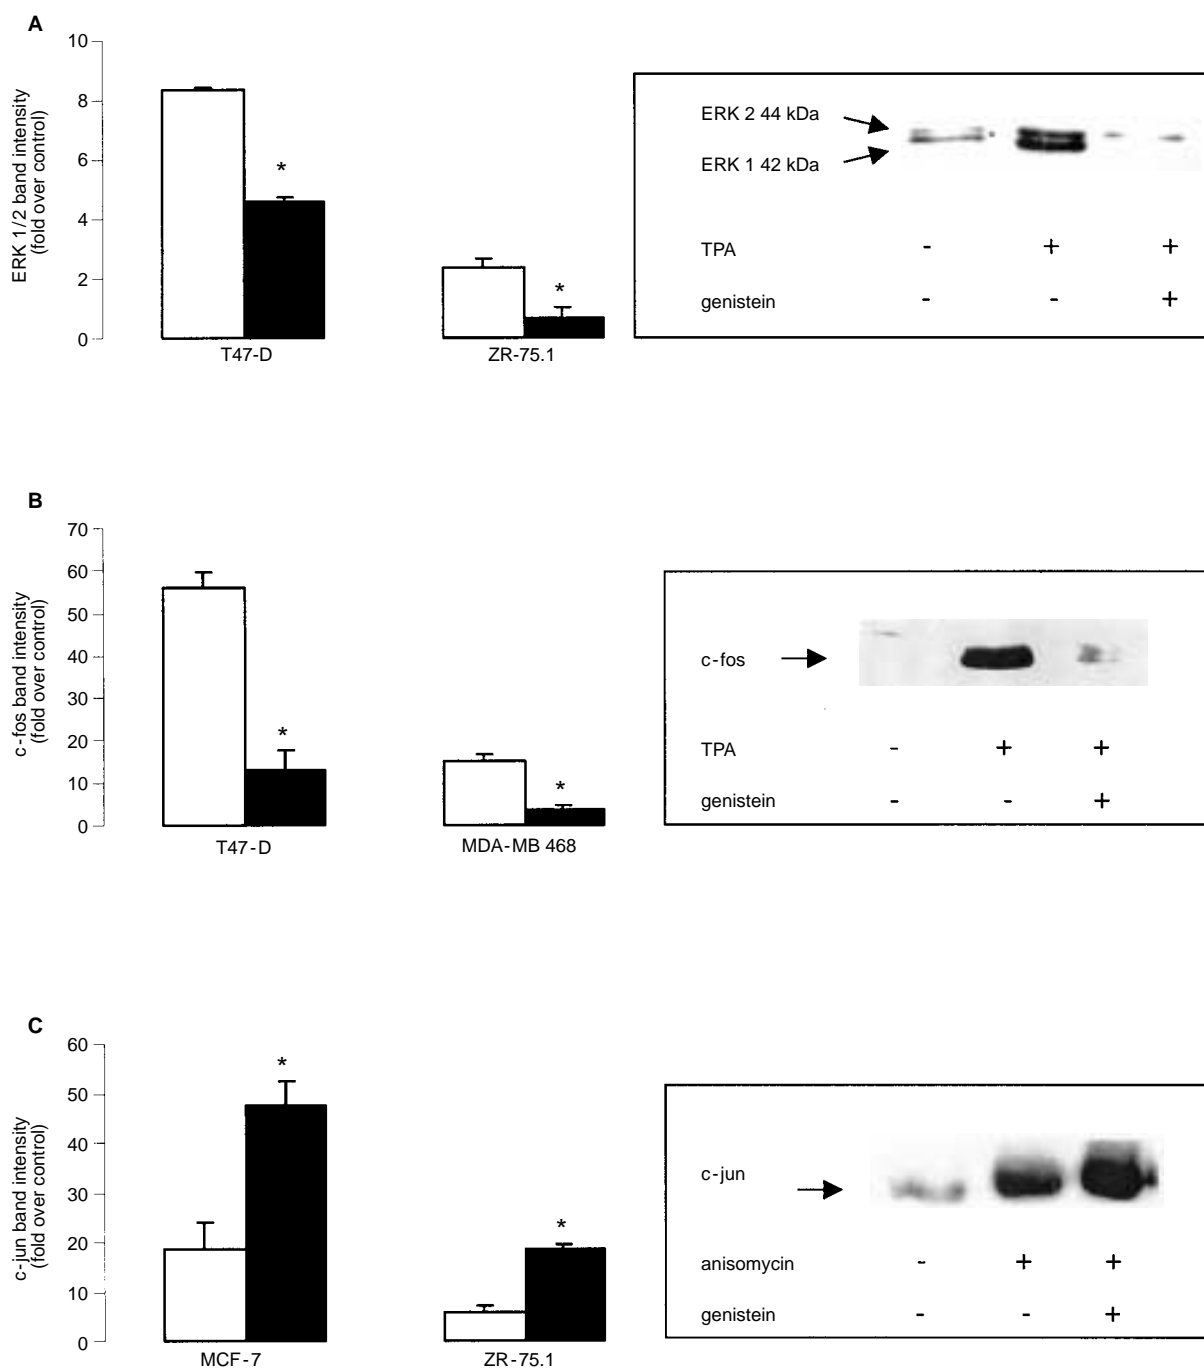 A
ERK 1/2 band intensity
(fold over control)
10
8
6
4
2
0
*
*
T47-D
ZR-75.1
ERK 2 44 kDa
ERK 1 42 kDa
TPA - + +
genistein - - +
B
c-fos band intensity
(fold over control)
70
60
50
40
30
20
10
0
*
*
T47-D
MDA-MB 468
c-fos
TPA - + +
genistein - - +
C
c-jun band intensity
(fold over control)
60
50
40
30
20
10
0
*
*
MCF-7
ZR-75.1
c-jun
anisomycin - + +
genistein - - +